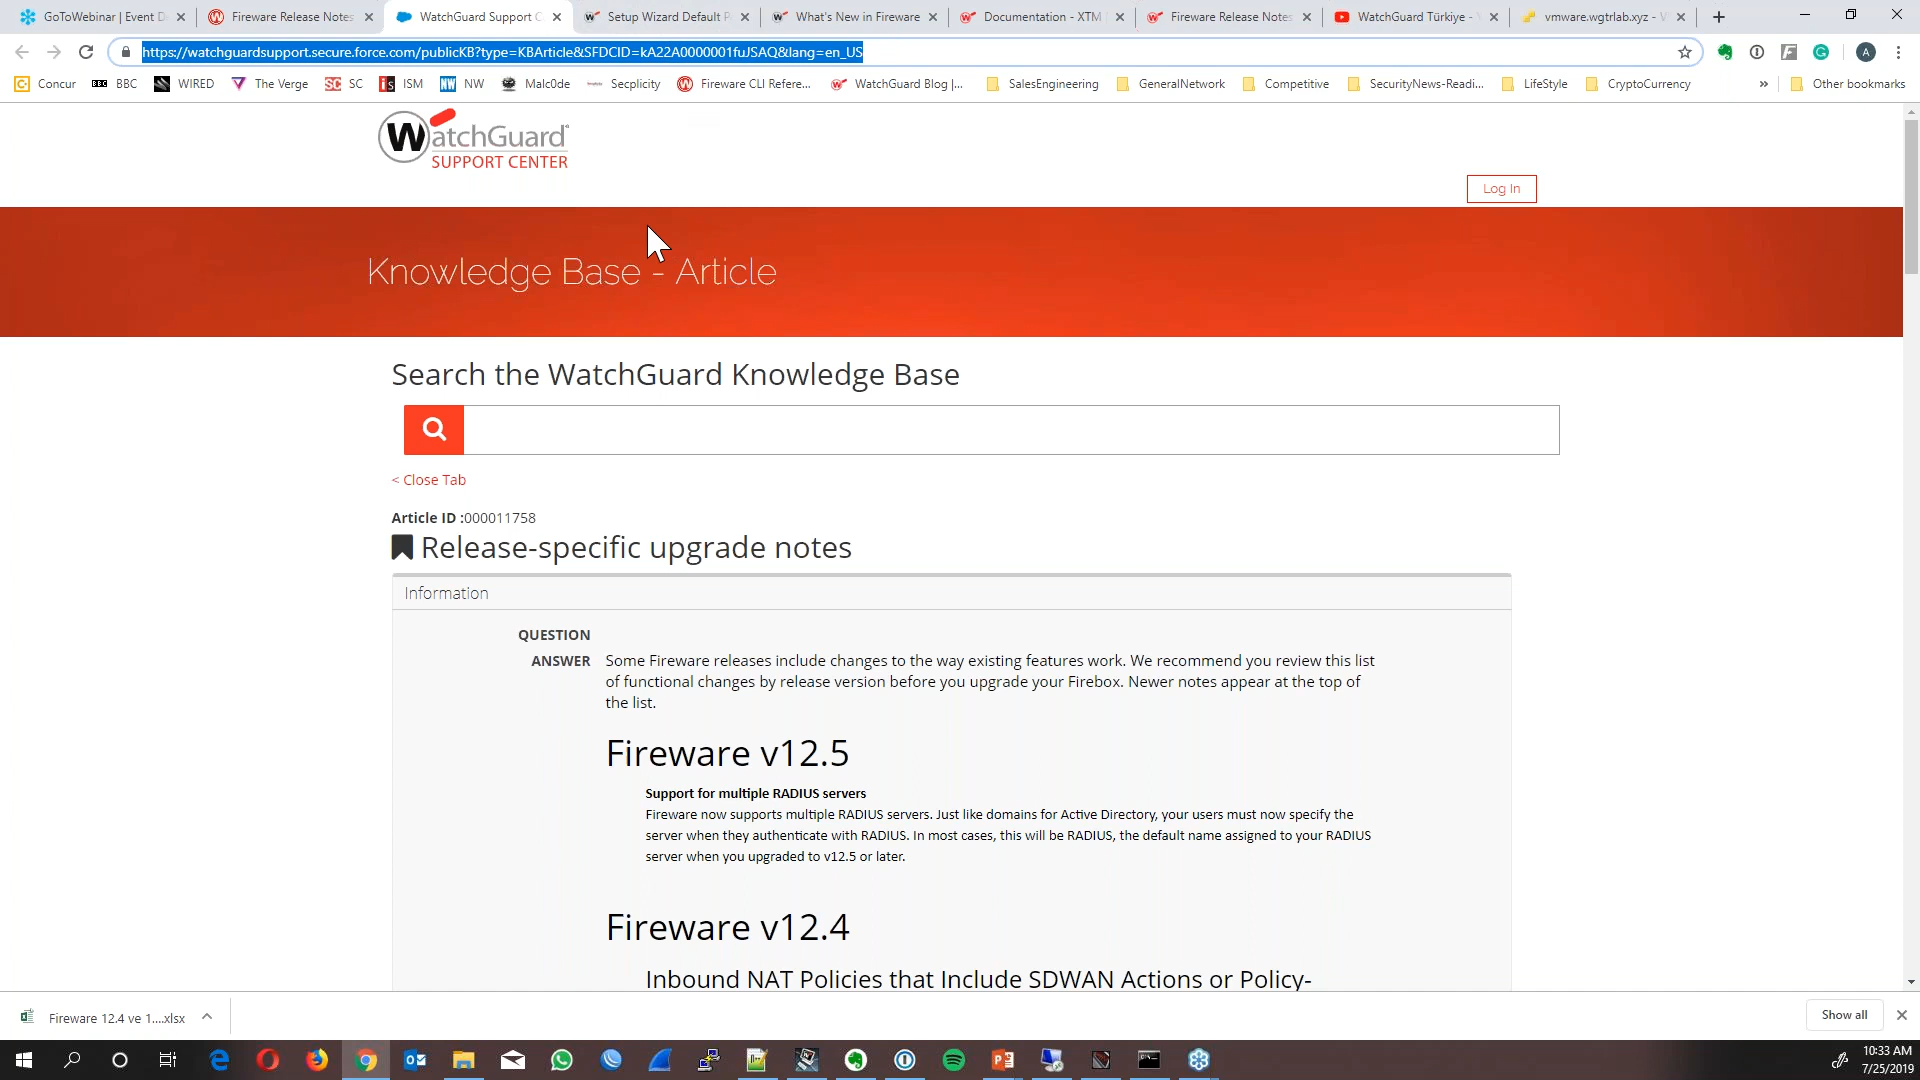 GoToWebinar | Event D
Fireware Release Notes
WatchGuard Support C
Setup Wizard Default P
What's New in Fireware
Documentation - XTM
Fireware Release Notes
WatchGuard Türkiye -
vmware.wgtrlab.xyz -
https://watchguardsupport.secure.force.com/publicKB?type=KBArticle&SFDCID=kA22A0000001fuJSAQ&lang=en_US
A
Concur
BBC
WIRED
The Verge
SC
ISM
NW
Malc0de
Secplicity
Fireware CLI Refere...
WatchGuard Blog |...
SalesEngineering
GeneralNetwork
Competitive
SecurityNews-Readi...
LifeStyle
CryptoCurrency
»
Other bookmarks
WatchGuard
SUPPORT CENTER
Log In
Knowledge Base - Article
Search the WatchGuard Knowledge Base
< Close Tab
Article ID :000011758
Release-specific upgrade notes
Information
QUESTION
ANSWER
Some Fireware releases include changes to the way existing features work. We recommend you review this list
of functional changes by release version before you upgrade your Firebox. Newer notes appear at the top of
the list.
Fireware v12.5
Support for multiple RADIUS servers
Fireware now supports multiple RADIUS servers. Just like domains for Active Directory, your users must now specify the
server when they authenticate with RADIUS. In most cases, this will be RADIUS, the default name assigned to your RADIUS
server when you upgraded to v12.5 or later.
Fireware v12.4
Inbound NAT Policies that Include SDWAN Actions or Policy-
Fireware 12.4 ve 1....xlsx
Show all
10:33 AM
7/25/2019